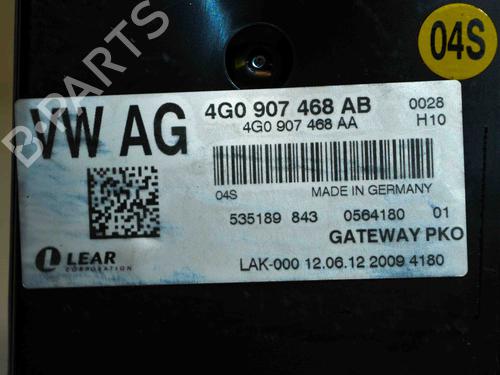 04S
B-PARTS
VW AG
4G0 907 468 AB
0028
4G0 907 468 AA
H10
04S
MADE IN GERMANY
535189 843
0564180 01
GATEWAY PKO
LEAR
CORPORATION
LAK-000 12.06.12 2009 4180